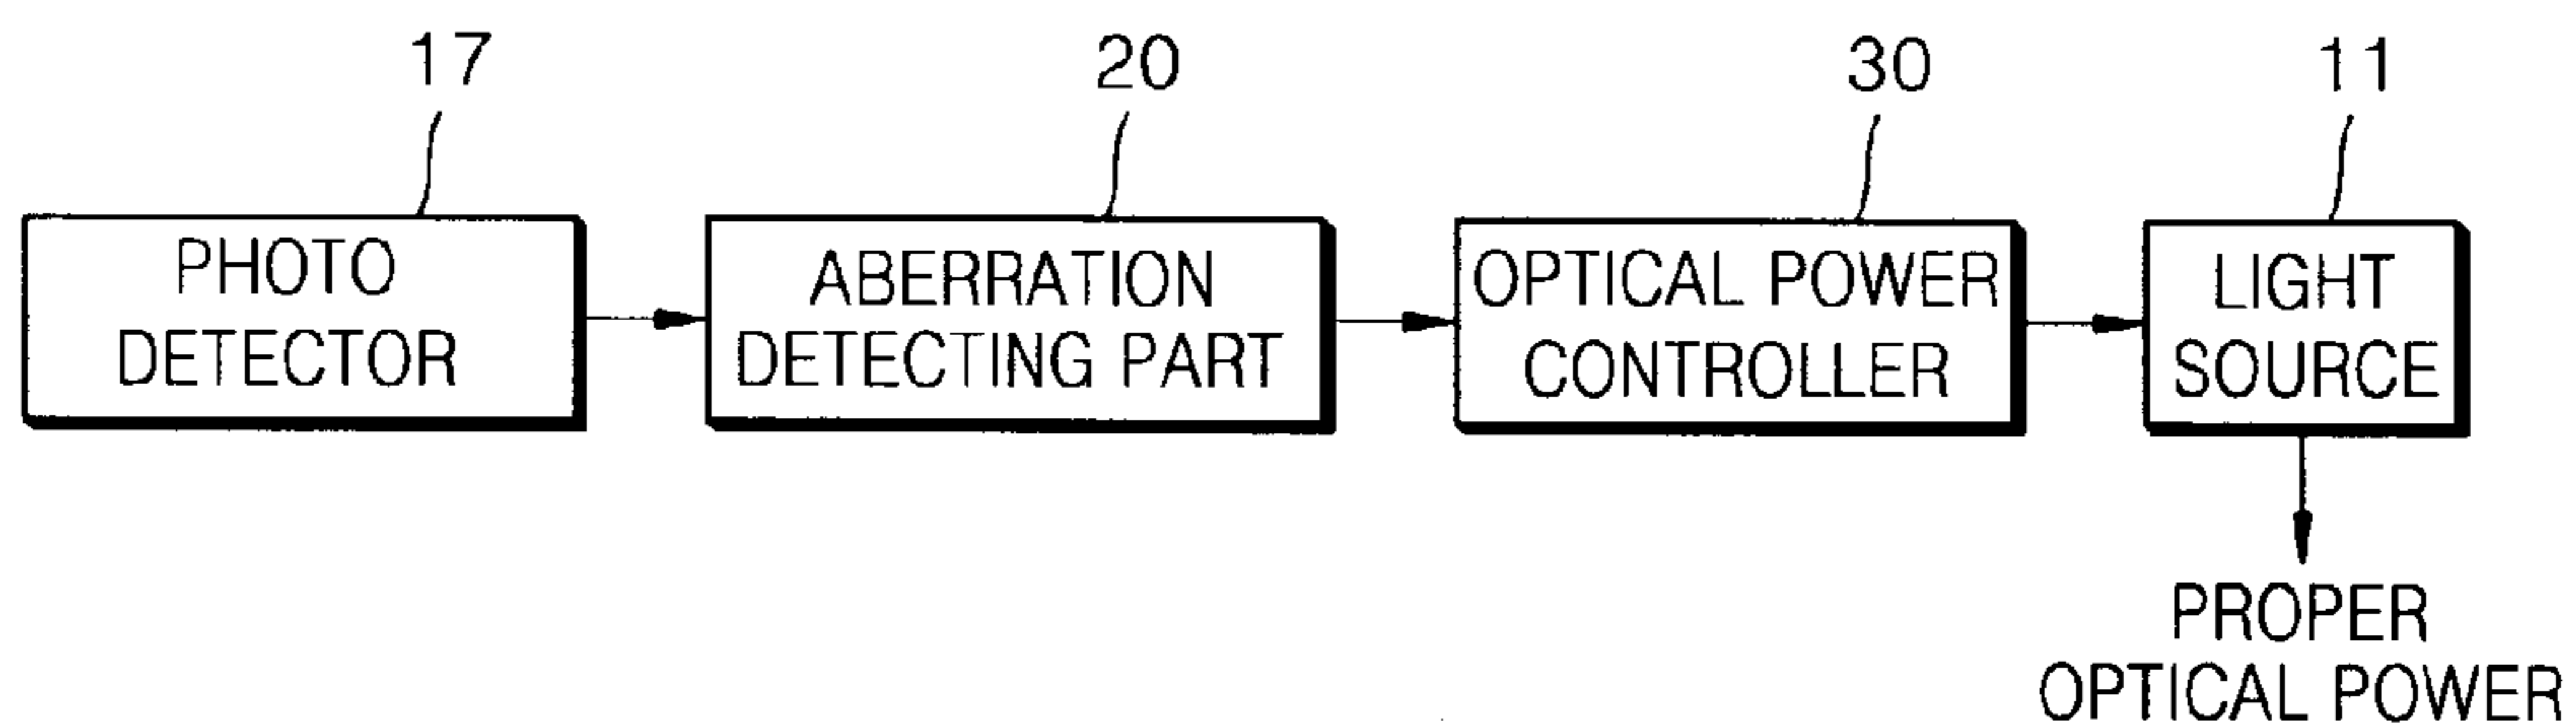 17
20
30
11
PHOTO
DETECTOR
ABERRATION
DETECTING PART
OPTICAL POWER
CONTROLLER
LIGHT
SOURCE
PROPER
OPTICAL POWER